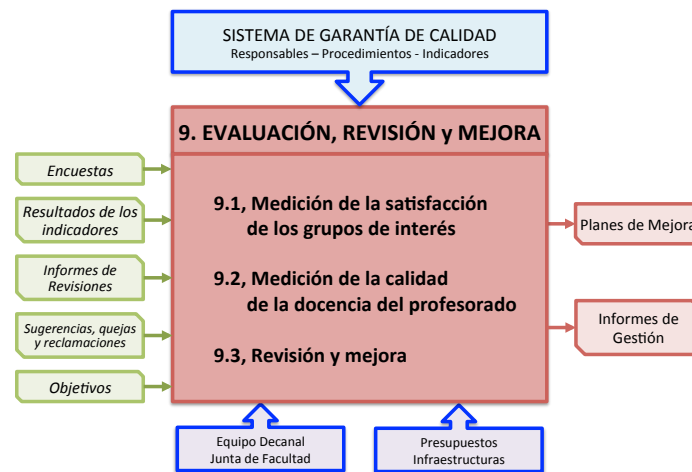 SISTEMA DE GARANTÍA DE CALIDAD
Responsables – Procedimientos - Indicadores
9. EVALUACIÓN, REVISIÓN y MEJORA
Encuestas
Resultados de los
indicadores
Informes de
Revisiones
Sugerencias, quejas
y reclamaciones
Objetivos
9.1, Medición de la satisfacción
de los grupos de interés
9.2, Medición de la calidad
de la docencia del profesorado
9.3, Revisión y mejora
Planes de Mejora
Informes de
Gestión
Equipo Decanal
Junta de Facultad
Presupuestos
Infraestructuras